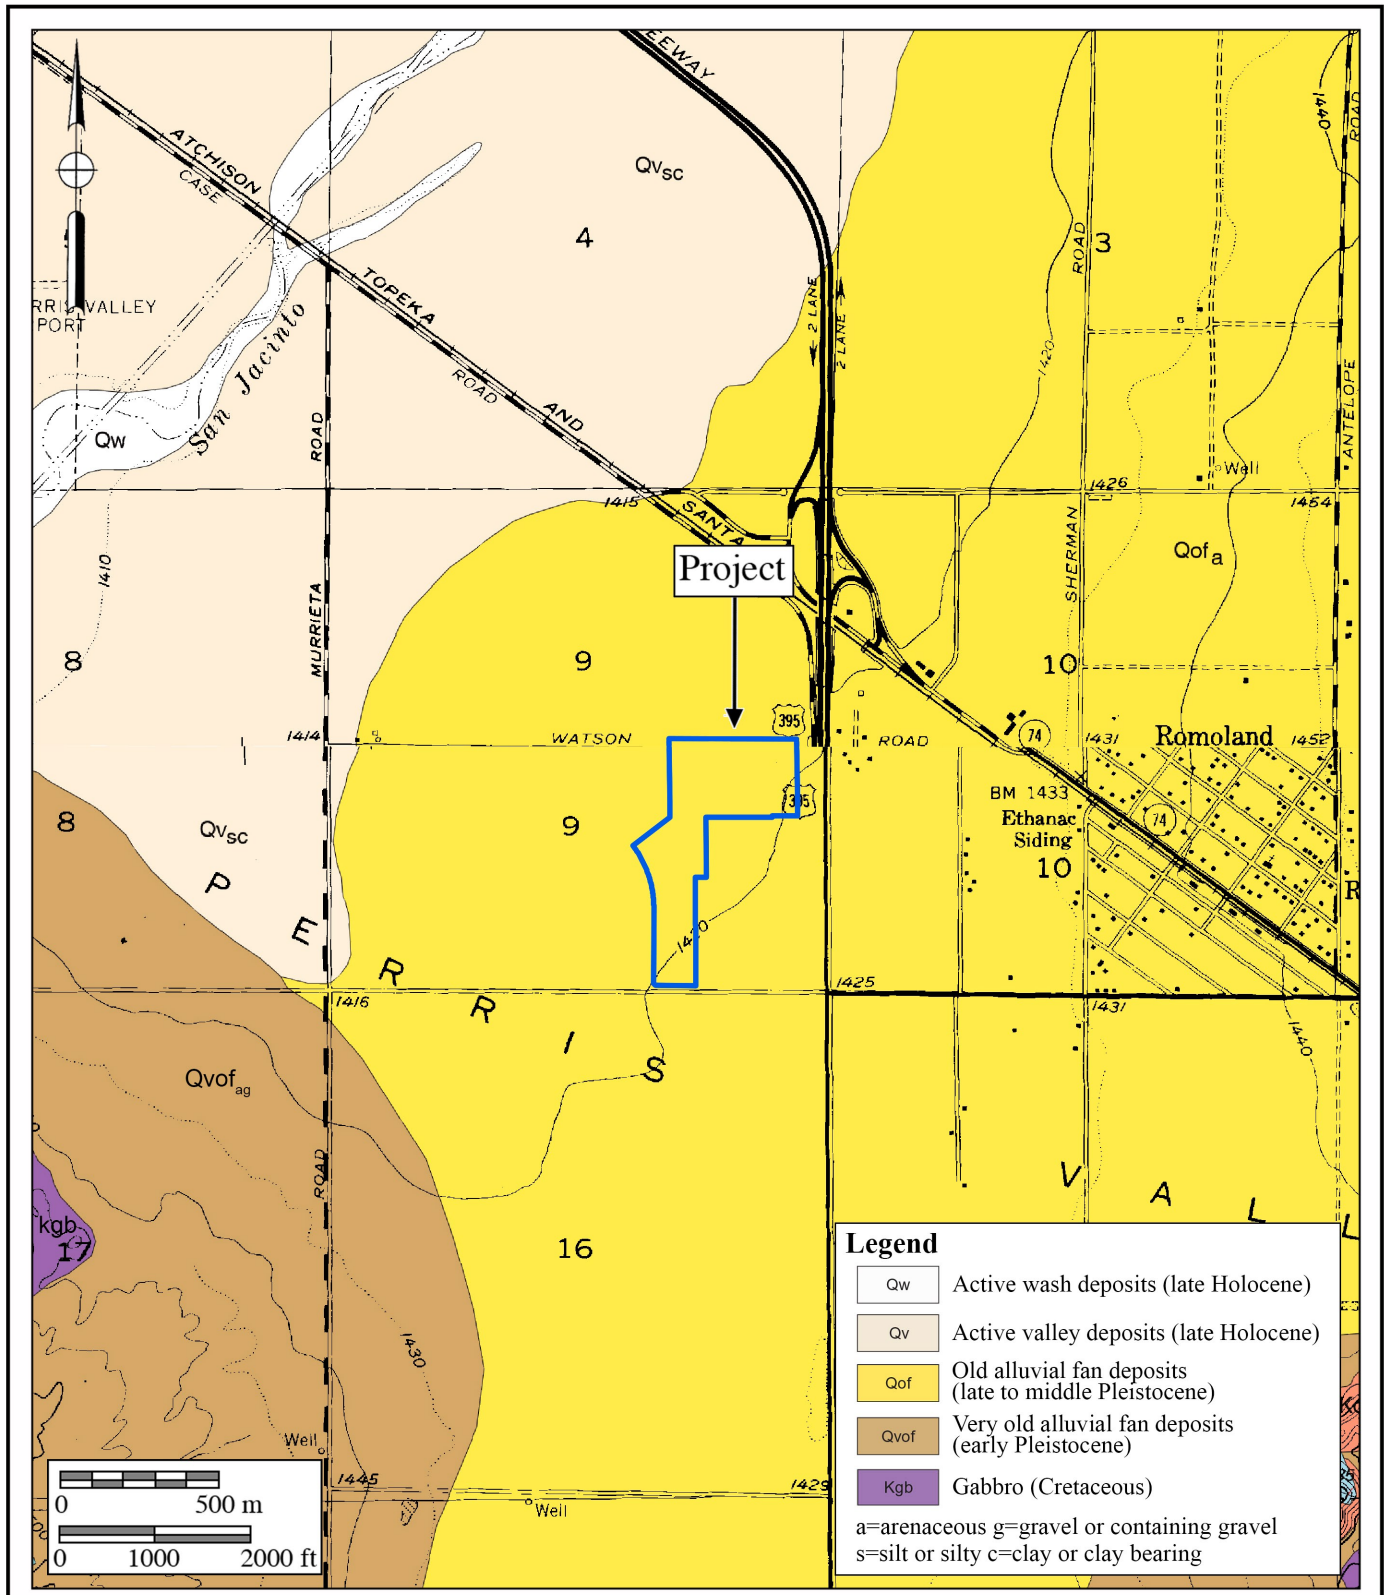 EEWAY
ATCHISON
CASE
Qvsc
4
3
ROAD
1440
ROAD
RRIS VALLEY
PORT
TOPEKA
2 LANE
2 LANE
San Jacinto
ROAD
1420
AND
ANTELOPE
ROAD
Qw
Well
1415
1426
1454
SANTA
SHERMAN
Qofa
Project
1410
MURRIETA
8
9
10
1414
WATSON
395
ROAD
74
1431
Romoland
1452
395
BM 1433
Ethanac
Siding
74
8
Qvsc
9
10
R
PERRIS
1420
1416
1425
1431
1440
Qvofag
ROAD
VALL
kgb
17
16
1430
Well
1445
1429
Well
0 500 m
0 1000 2000 ft
Legend
Qw Active wash deposits (late Holocene)
Qv Active valley deposits (late Holocene)
Qof Old alluvial fan deposits
(late to middle Pleistocene)
Qvof Very old alluvial fan deposits
(early Pleistocene)
Kgb Gabbro (Cretaceous)
a=arenaceous g=gravel or containing gravel
s=silt or silty c=clay or clay bearing